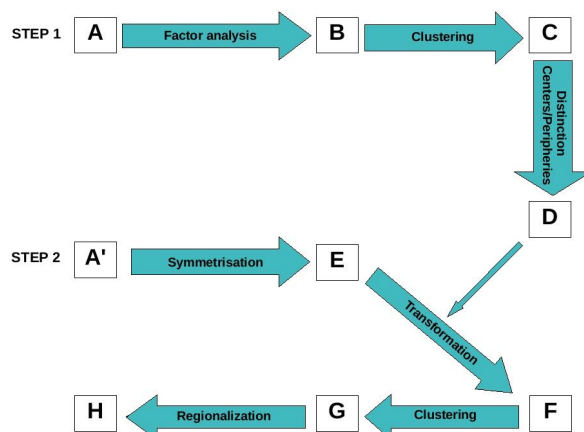 STEP 1
A
Factor analysis
B
Clustering
C
Distinction
Centers/Peripheries
D
STEP 2
A'
Symmetrisation
E
Transformation
H
Regionalization
G
Clustering
F